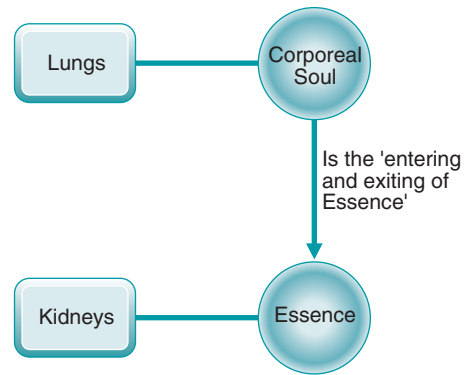 Lungs
Corporeal
Soul
Is the 'entering
and exiting of
Essence'
Kidneys
Essence